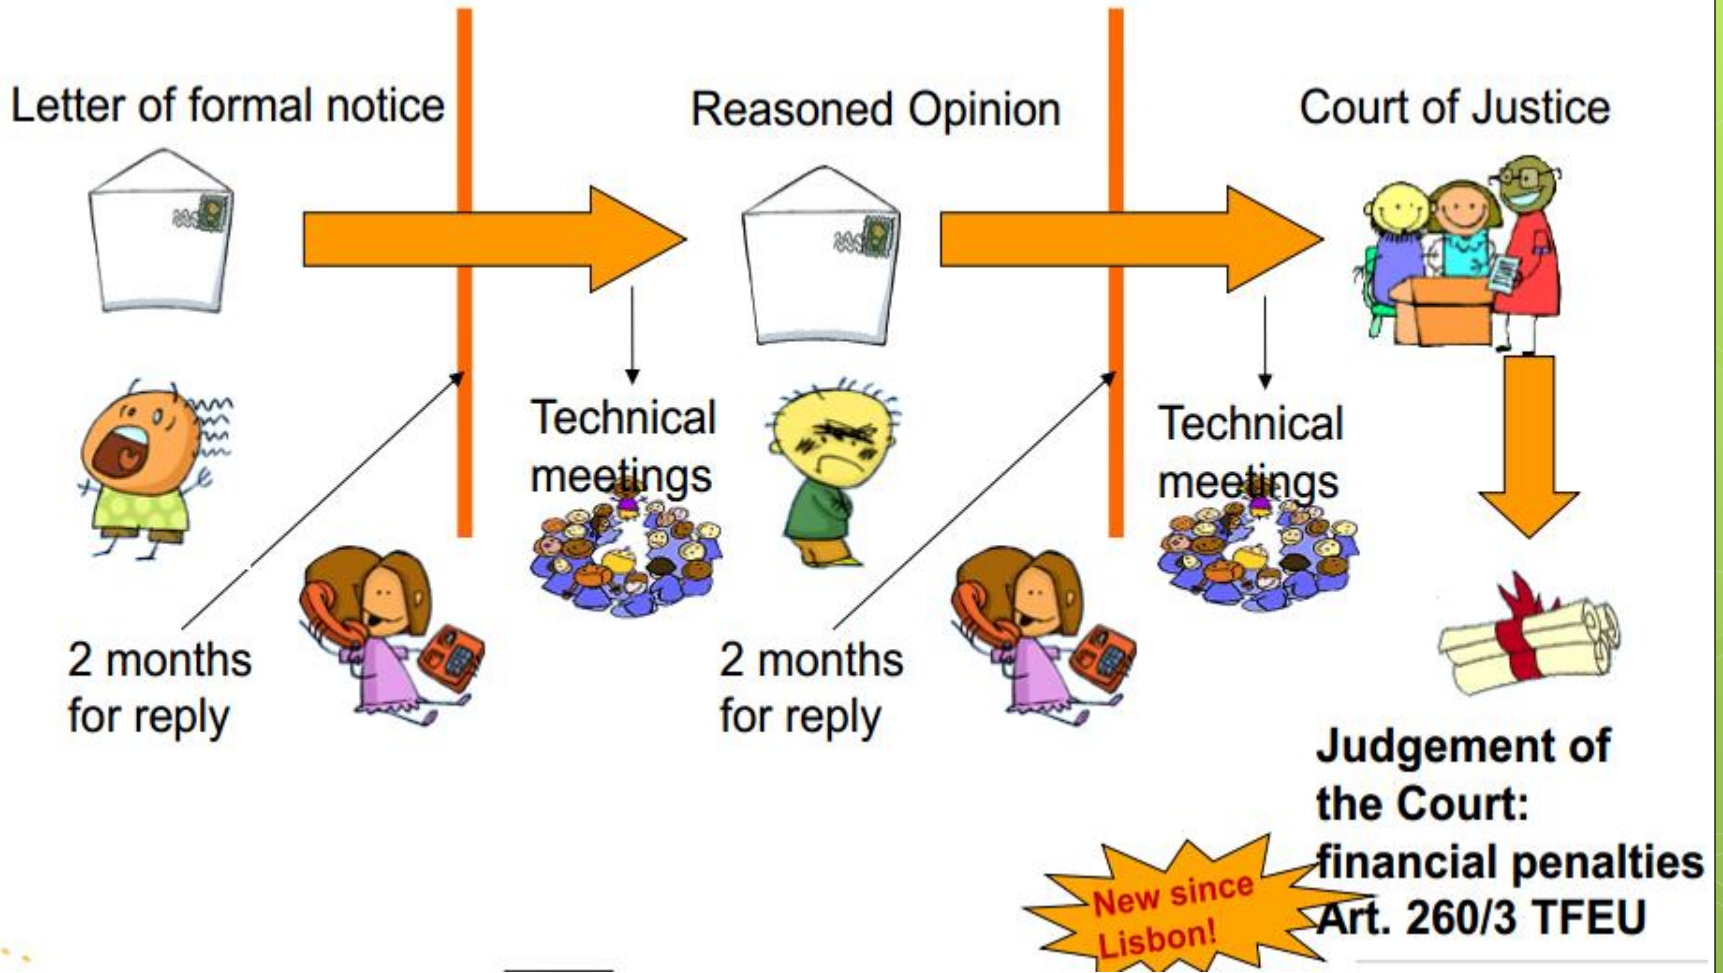 Letter of formal notice
Reasoned Opinion
Court of Justice
Technical
meetings
Technical
meetings
2 months
for reply
2 months
for reply
Judgement of
the Court:
financial penalties
Art. 260/3 TFEU
New since
Lisbon!